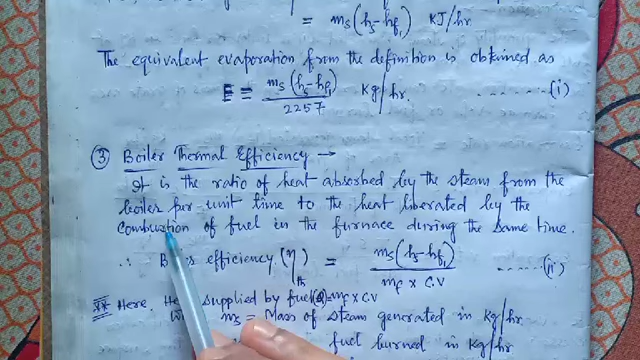 = ms(hs-hf1) KJ/hr
The equivalent evaporation from the definition is obtained as
E = ms(hs-hf1)/2257 Kg/hr. ........(i)
③ Boiler Thermal Efficiency →
It is the ratio of heat absorbed by the steam from the
boiler per unit time to the heat liberated by the
combustion of fuel in the furnace during the same time.
∴ efficiency (η th) = ms(hs-hf1)/mf × C.V ......(ii)
Here. supplied by fuel(Q)=mf × C.V
ms = Mass of steam generated in Kg/hr
fuel burned in Kg/hr